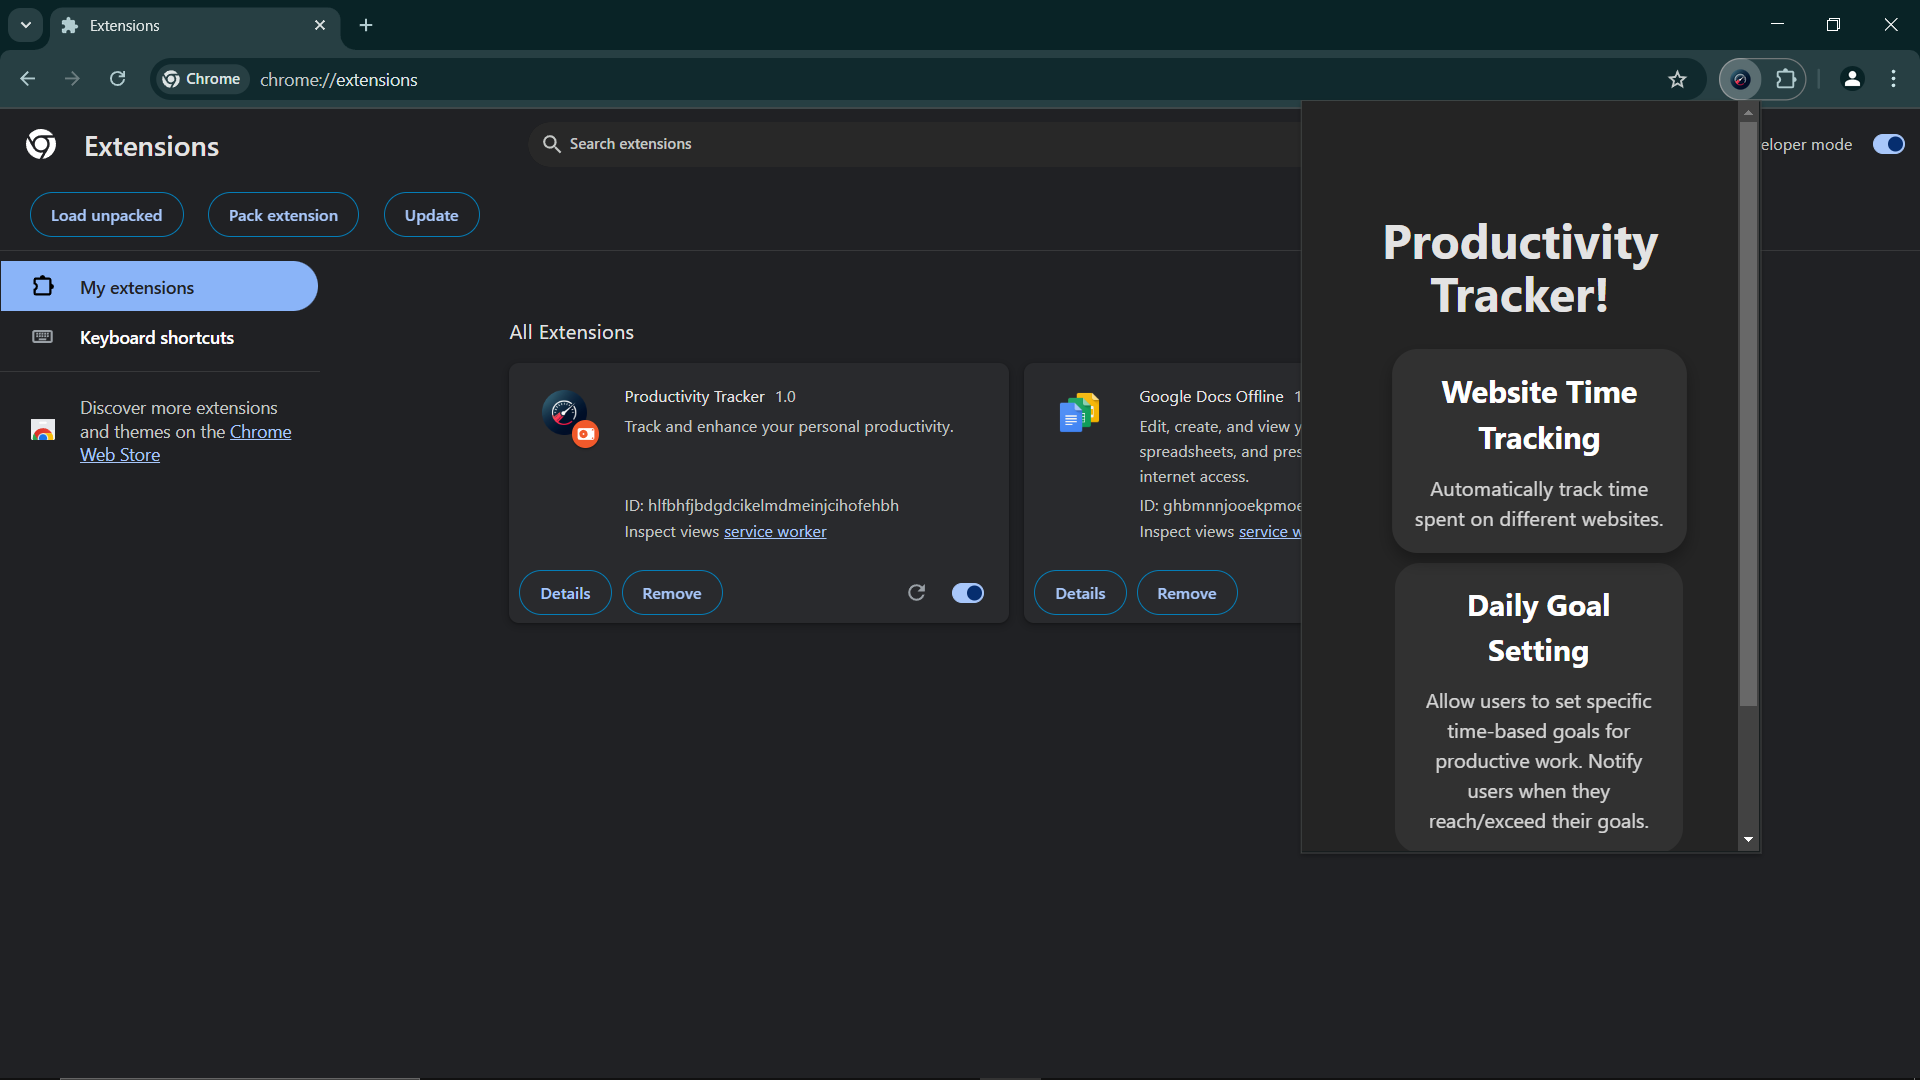 Extensions
Chrome
chrome://extensions
Extensions
Search extensions
eloper mode
Load unpacked
Pack extension
Update
My extensions
Keyboard shortcuts
Discover more extensions
and themes on the Chrome
Web Store
All Extensions
Productivity Tracker 1.0
Track and enhance your personal productivity.
ID: hlfbhfjbdgdcikelmdmeinjcihofehbh
Inspect views service worker
Details
Remove
Google Docs Offline 1
Edit, create, and view y
spreadsheets, and pres
internet access.
ID: ghbmnnjooekpmoe
Inspect views service w
Details
Remove
Productivity
Tracker!
Website Time
Tracking
Automatically track time
spent on different websites.
Daily Goal
Setting
Allow users to set specific
time-based goals for
productive work. Notify
users when they
reach/exceed their goals.